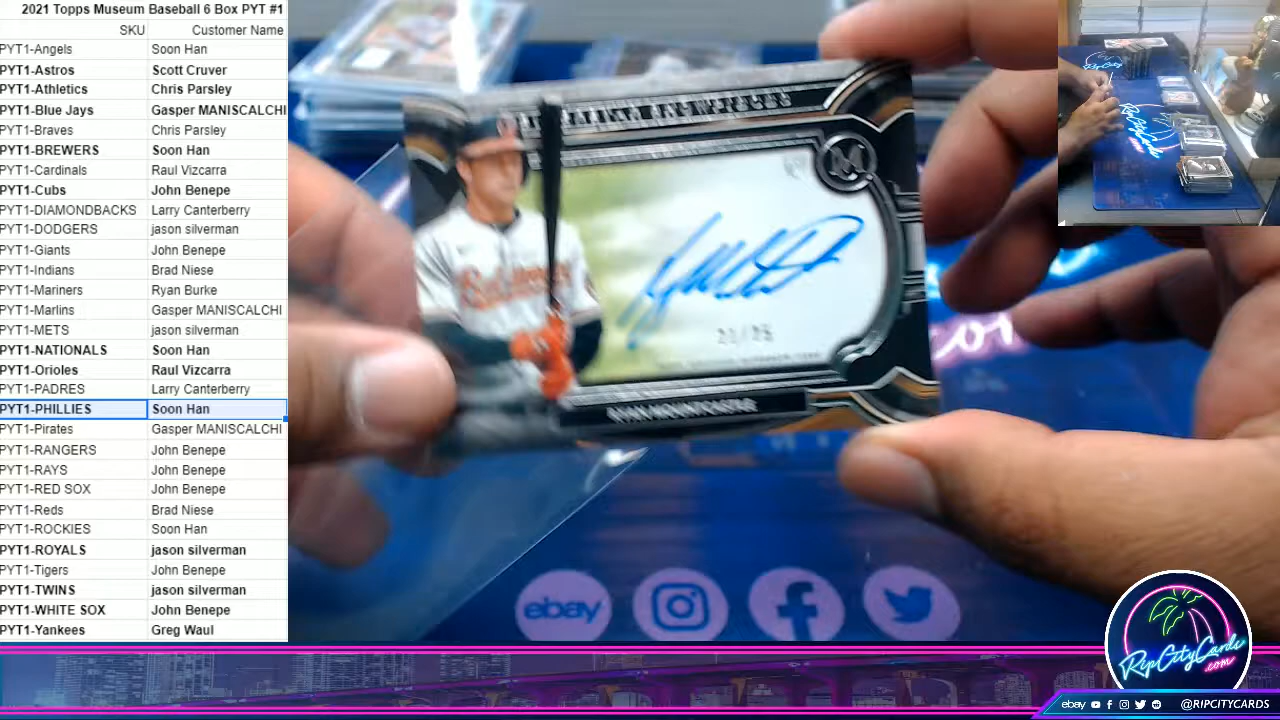 2021 Topps Museum Baseball 6 Box PYT #1
SKU Customer Name
PYT1-Angels Soon Han
PYT1-Astros Scott Cruver
PYT1-Athletics Chris Parsley
PYT1-Blue Jays Gasper MANISCALCHI
PYT1-Braves Chris Parsley
PYT1-BREWERS Soon Han
PYT1-Cardinals Raul Vizcarra
PYT1-Cubs John Benepe
PYT1-DIAMONDBACKS Larry Canterberry
PYT1-DODGERS jason silverman
PYT1-Giants John Benepe
PYT1-Indians Brad Niese
PYT1-Mariners Ryan Burke
PYT1-Marlins Gasper MANISCALCHI
PYT1-METS jason silverman
PYT1-NATIONALS Soon Han
PYT1-Orioles Raul Vizcarra
PYT1-PADRES Larry Canterberry
PYT1-PHILLIES Soon Han
PYT1-Pirates Gasper MANISCALCHI
PYT1-RANGERS John Benepe
PYT1-RAYS John Benepe
PYT1-RED SOX John Benepe
PYT1-Reds Brad Niese
PYT1-ROCKIES Soon Han
PYT1-ROYALS jason silverman
PYT1-Tigers John Benepe
PYT1-TWINS jason silverman
PYT1-WHITE SOX John Benepe
PYT1-Yankees Greg Waul
M
RYAN MOUNTCASTLE
ebay
RipCityCards
.com
ebay @RIPCITYCARDS